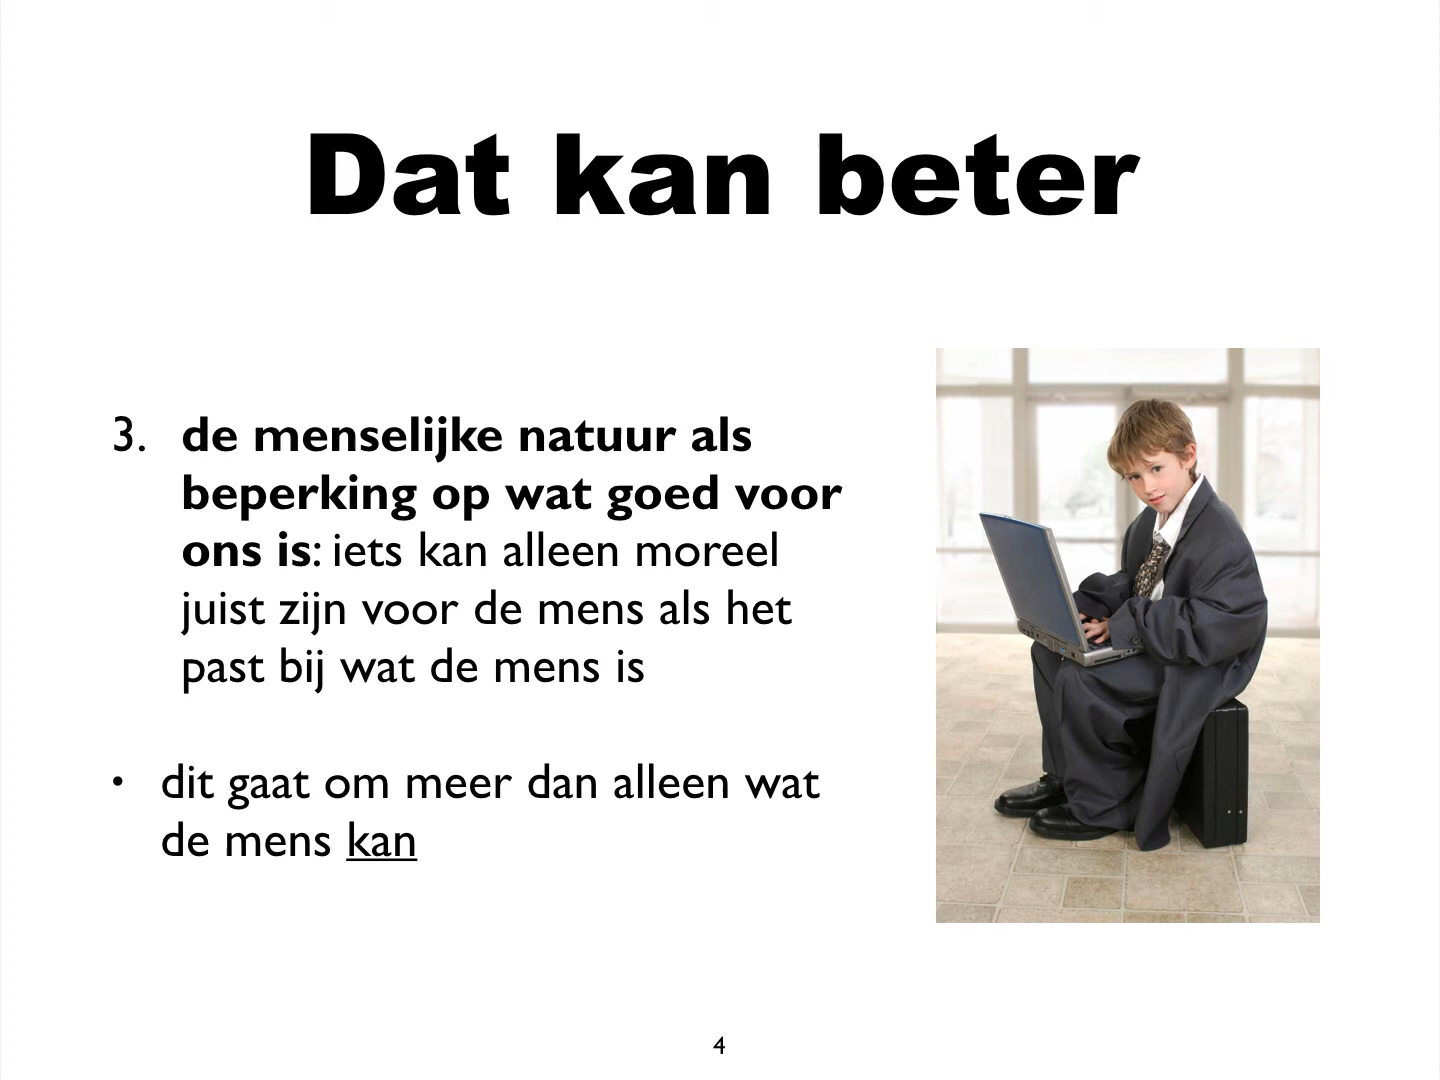 Dat kan beter
3. de menselijke natuur als
beperking op wat goed voor
ons is: iets kan alleen moreel
juist zijn voor de mens als het
past bij wat de mens is
• dit gaat om meer dan alleen wat
de mens kan
4